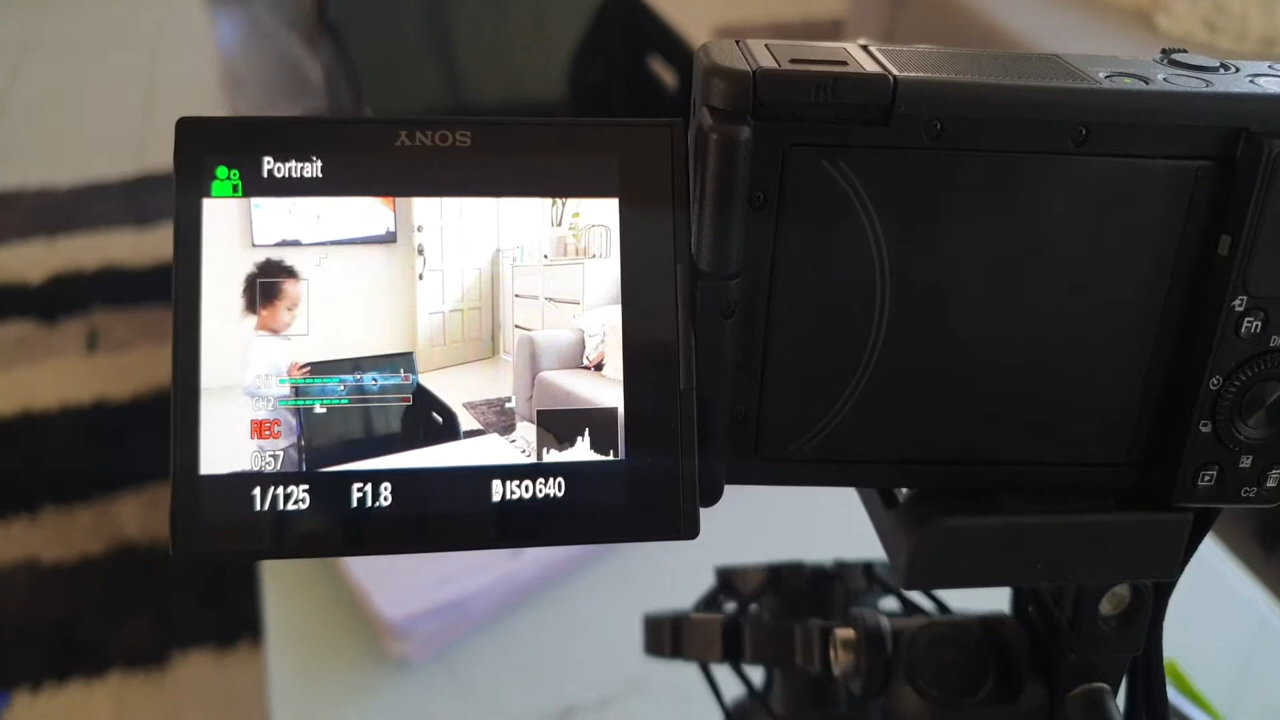 SONY
Portrait
CH1
CH2
REC
0:57
1/125 F1.8 ISO 640
Fn
C2